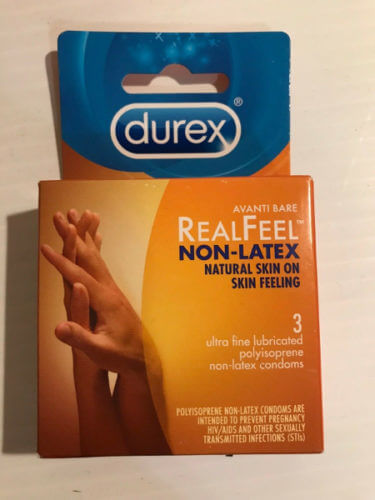 durex®
AVANTI BARE
REALFEEL™
NON-LATEX
NATURAL SKIN ON
SKIN FEELING
3
ultra fine lubricated
polyisoprene
non-latex condoms
POLYISOPRENE NON-LATEX CONDOMS ARE
INTENDED TO PREVENT PREGNANCY
HIV/AIDS AND OTHER SEXUALLY
TRANSMITTED INFECTIONS (STIs)